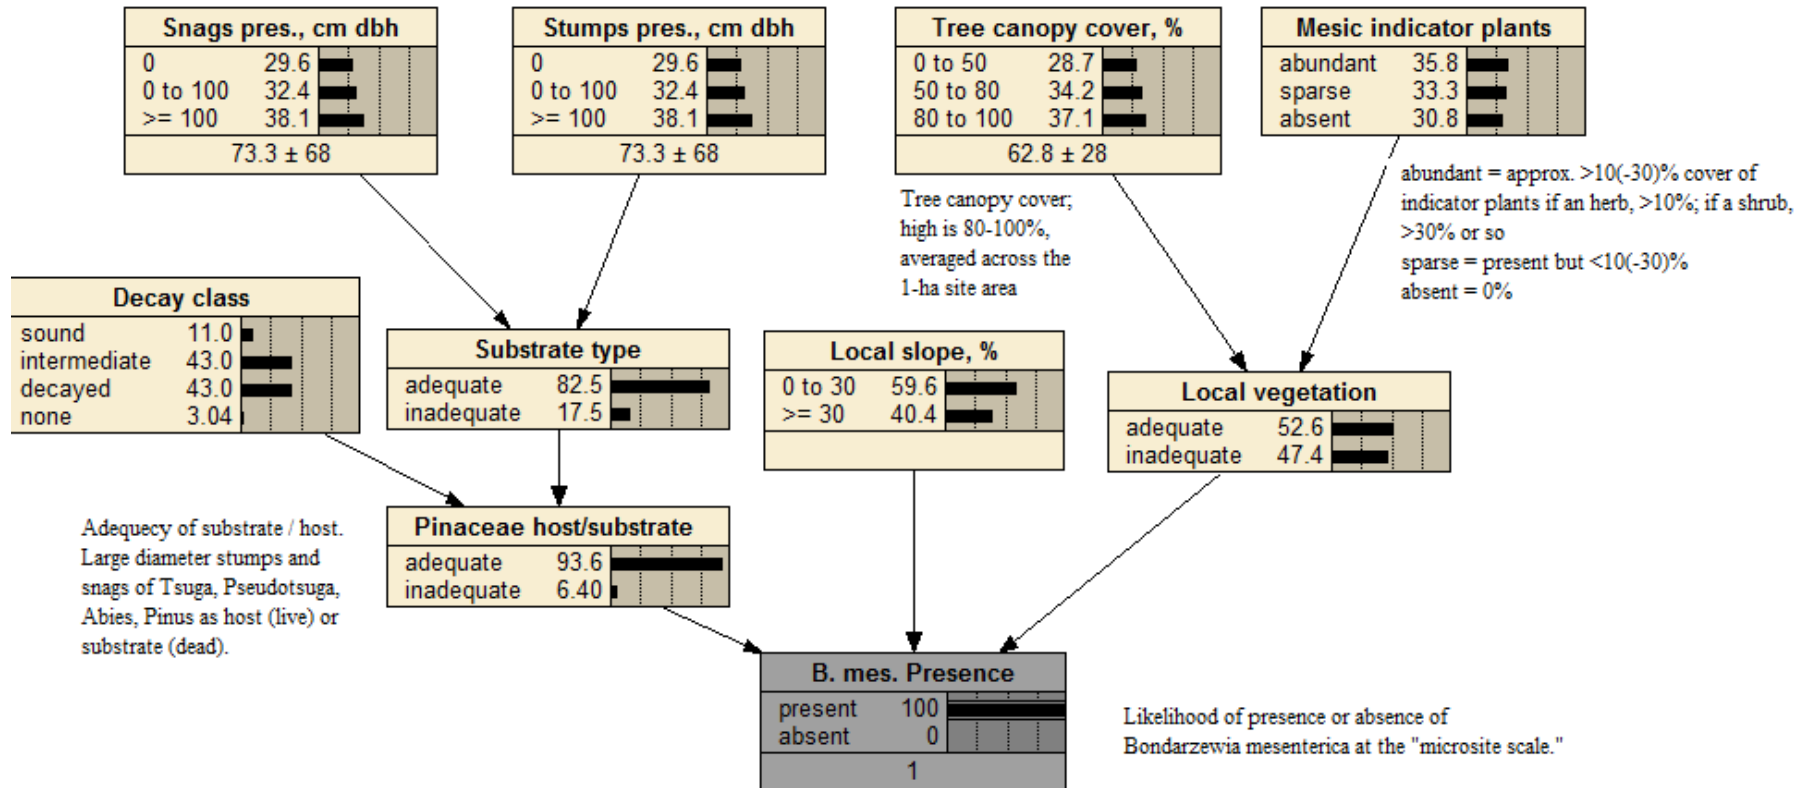 Snags pres., cm dbh
0 29.6
0 to 100 32.4
>= 100 38.1
73.3 ± 68
Stumps pres., cm dbh
0 29.6
0 to 100 32.4
>= 100 38.1
73.3 ± 68
Tree canopy cover, %
0 to 50 28.7
50 to 80 34.2
80 to 100 37.1
62.8 ± 28
Mesic indicator plants
abundant 35.8
sparse 33.3
absent 30.8
Tree canopy cover;
high is 80-100%,
averaged across the
1-ha site area
abundant = approx. >10(-30)% cover of
indicator plants if an herb, >10%; if a shrub,
>30% or so
sparse = present but <10(-30)%
absent = 0%
Decay class
sound 11.0
intermediate 43.0
decayed 43.0
none 3.04
Substrate type
adequate 82.5
inadequate 17.5
Local slope, %
0 to 30 59.6
>= 30 40.4
Local vegetation
adequate 52.6
inadequate 47.4
Adequecy of substrate / host.
Large diameter stumps and
snags of Tsuga, Pseudotsuga,
Abies, Pinus as host (live) or
substrate (dead).
Pinaceae host/substrate
adequate 93.6
inadequate 6.40
B. mes. Presence
present 100
absent 0
1
Likelihood of presence or absence of
Bondarzewia mesenterica at the "microsite scale."